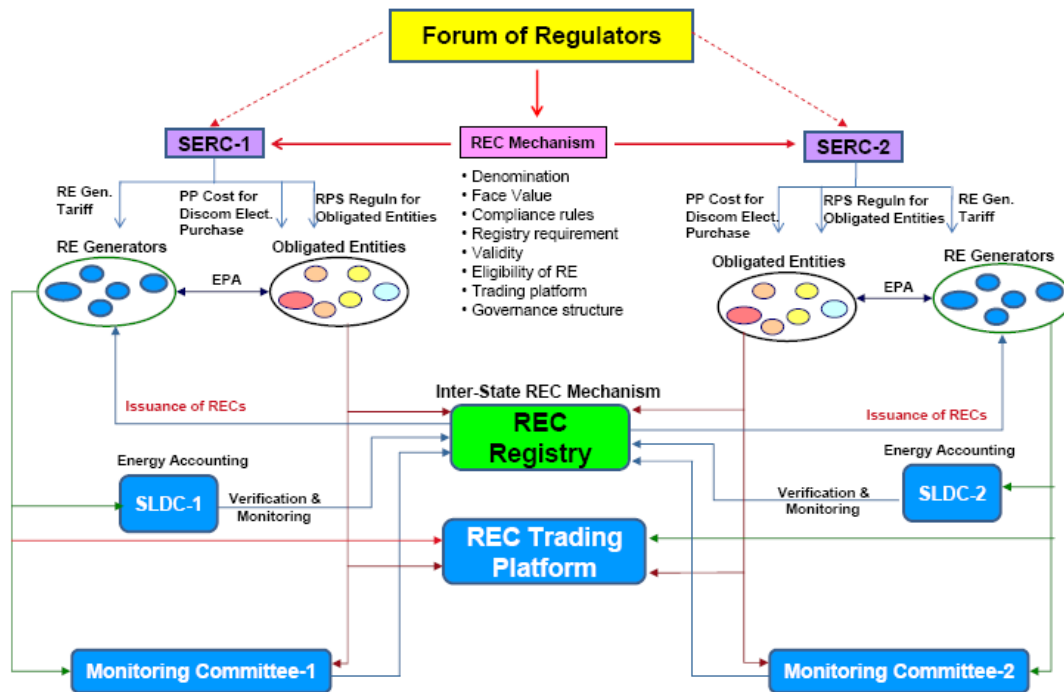 Forum of Regulators
SERC-1
REC Mechanism
SERC-2
• Denomination
• Face Value
• Compliance rules
• Registry requirement
• Validity
• Eligibility of RE
• Trading platform
• Governance structure
RE Gen.
Tariff
PP Cost for
Discom Elect.
Purchase
RPS Reguln for
Obligated Entities
PP Cost for
Discom Elect.
Purchase
RPS Reguln for
Obligated Entities
RE Gen.
Tariff
RE Generators
Obligated Entities
Obligated Entities
RE Generators
EPA
EPA
Inter-State REC Mechanism
Issuance of RECs
REC
Registry
Issuance of RECs
Energy Accounting
SLDC-1
Verification &
Monitoring
Energy Accounting
SLDC-2
Verification &
Monitoring
REC Trading
Platform
Monitoring Committee-1
Monitoring Committee-2